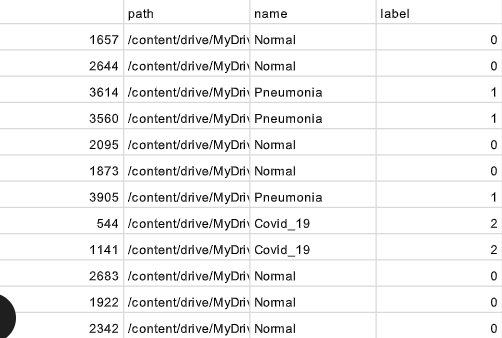 path name label
1657 /content/drive/MyDriv Normal 0
2644 /content/drive/MyDriv Normal 0
3614 /content/drive/MyDriv Pneumonia 1
3560 /content/drive/MyDriv Pneumonia 1
2095 /content/drive/MyDriv Normal 0
1873 /content/drive/MyDriv Normal 0
3905 /content/drive/MyDriv Pneumonia 1
544 /content/drive/MyDriv Covid_19 2
1141 /content/drive/MyDriv Covid_19 2
2683 /content/drive/MyDriv Normal 0
1922 /content/drive/MyDriv Normal 0
2342 /content/drive/MyDriv Normal 0